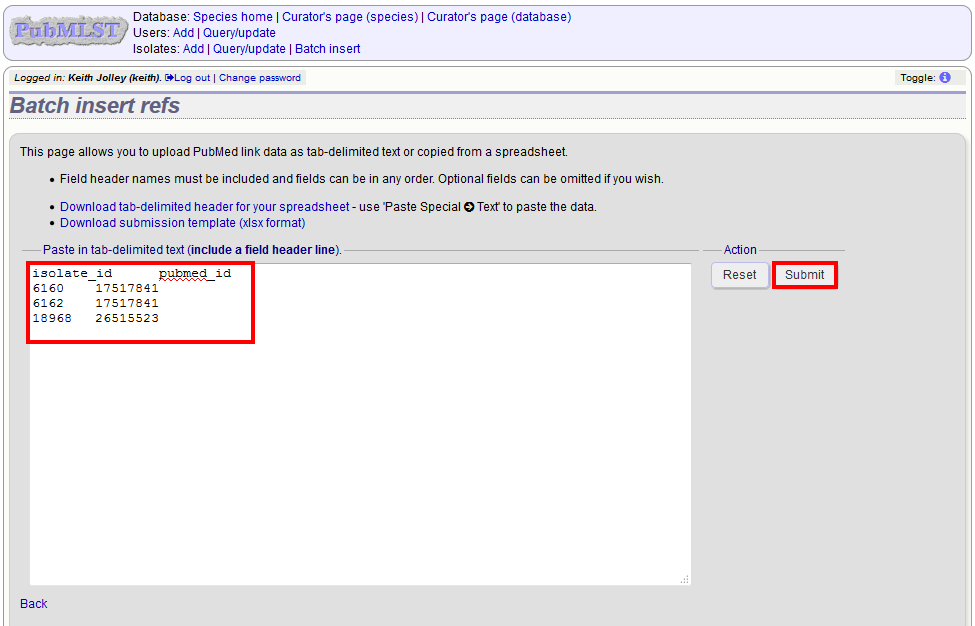 PubMLST
Database: Species home | Curator's page (species) | Curator's page (database)
Users: Add | Query/update
Isolates: Add | Query/update | Batch insert
Logged in: Keith Jolley (keith). Log out | Change password
Toggle: i
Batch insert refs
This page allows you to upload PubMed link data as tab-delimited text or copied from a spreadsheet.
• Field header names must be included and fields can be in any order. Optional fields can be omitted if you wish.
• Download tab-delimited header for your spreadsheet - use 'Paste Special ➔ Text' to paste the data.
• Download submission template (xlsx format)
Paste in tab-delimited text (include a field header line).
isolate_id pubmed_id
6160 17517841
6162 17517841
18968 26515523
Action
Reset Submit
Back